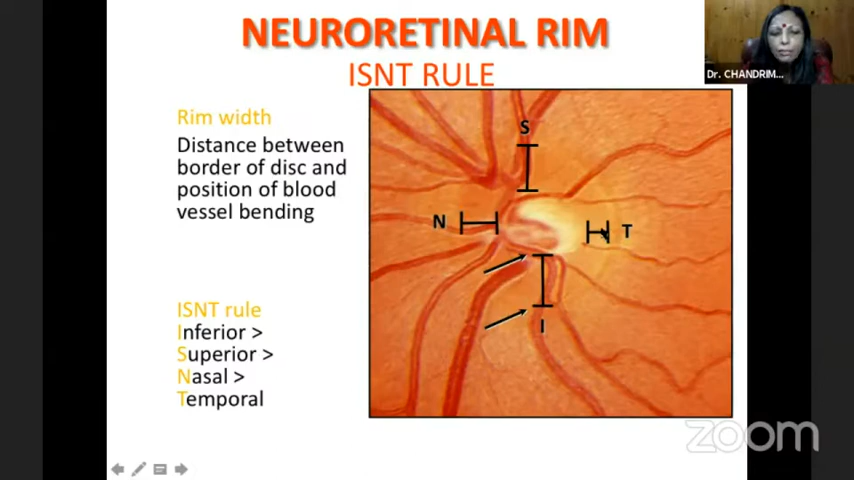 NEURORETINAL RIM
ISNT RULE
Dr. CHANDRIM...
Rim width
Distance between
border of disc and
position of blood
vessel bending
S
N
T
I
ISNT rule
Inferior >
Superior >
Nasal >
Temporal
zoom